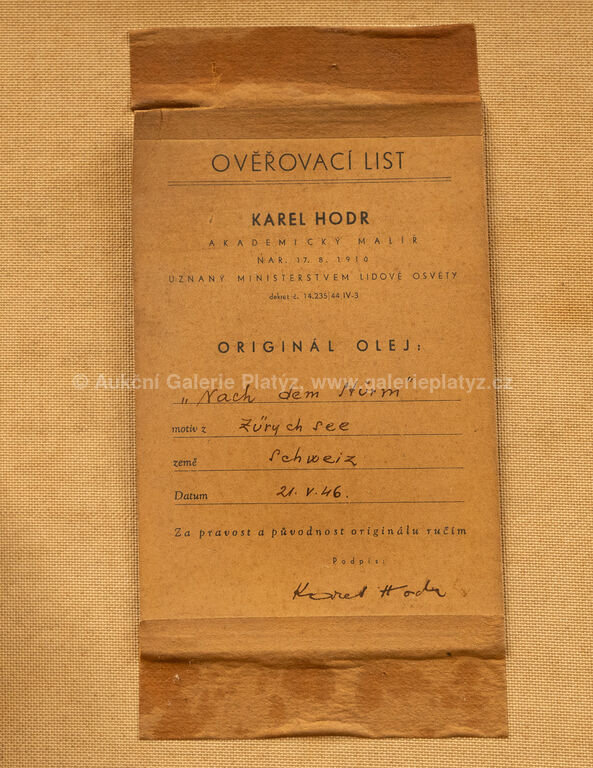 OVĚŘOVACÍ LIST
KAREL HODR
AKADEMICKÝ MALÍŘ
NAR. 17. 8. 1910
UZNANÝ MINISTERSTVEM LIDOVÉ OSVĚTY
dekret č. 14.235/44 IV-3
ORIGINÁL OLEJ:
© Aukční Galerie Platýz, www.galerieplatyz.cz
„Nach dem Stűrm"
motiv z Zűrych see
země Schweiz
Datum 21. V. 46.
Za pravost a původnost originálu ručím
Podpis:
Karel Hodr